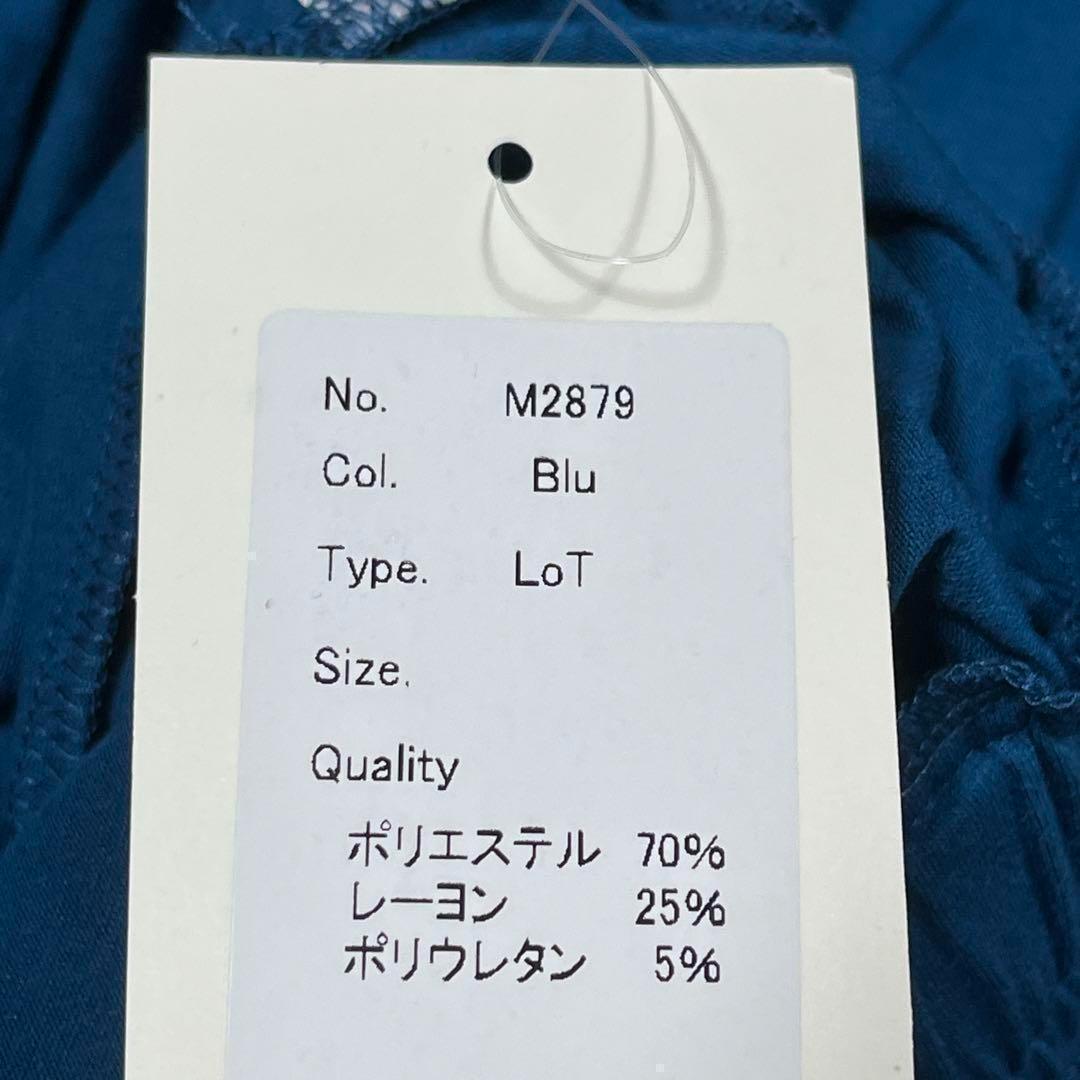 No. M2879
Col. Blu
Type. LoT
Size.
Quality
ポリエステル 70%
レーヨン 25%
ポリウレタン 5%